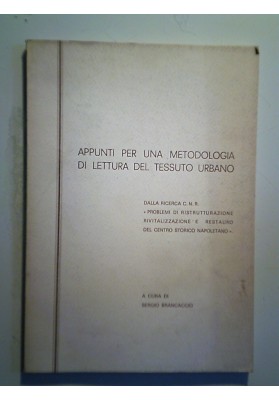 APPUNTI PER UNA METODOLOGIA
DI LETTURA DEL TESSUTO URBANO
DALLA RICERCA C.N.R.
« PROBLEMI DI RISTRUTTURAZIONE
RIVITALIZZAZIONE E RESTAURO
DEL CENTRO STORICO NAPOLETANO »
A CURA DI
SERGIO BRANCACCIO